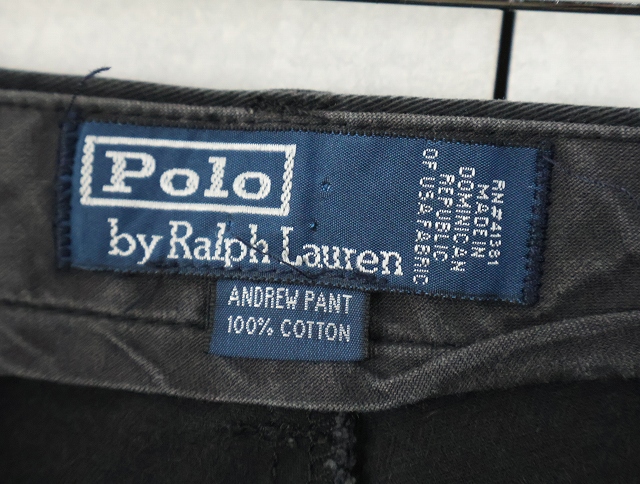 Polo
by Ralph Lauren
RN#41381
MADE IN
DOMINICAN
REPUBLIC
OF USA FABRIC
ANDREW PANT
100% COTTON